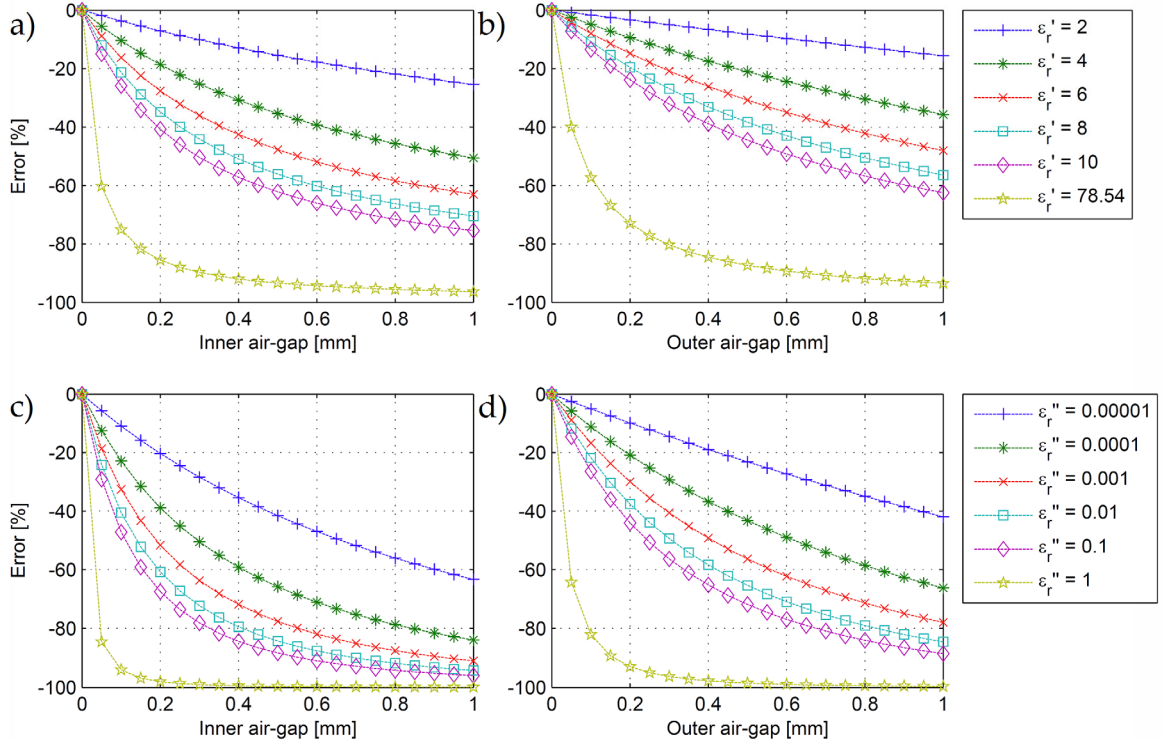 a)
0
-20
-40
-60
-80
-100
Error [%]
0 0.2 0.4 0.6 0.8 1
Inner air-gap [mm]
b)
0
-20
-40
-60
-80
-100
0 0.2 0.4 0.6 0.8 1
Outer air-gap [mm]
εr' = 2
εr' = 4
εr' = 6
εr' = 8
εr' = 10
εr' = 78.54
c)
0
-20
-40
-60
-80
-100
Error [%]
0 0.2 0.4 0.6 0.8 1
Inner air-gap [mm]
d)
0
-20
-40
-60
-80
-100
0 0.2 0.4 0.6 0.8 1
Outer air-gap [mm]
εr'' = 0.00001
εr'' = 0.0001
εr'' = 0.001
εr'' = 0.01
εr'' = 0.1
εr'' = 1